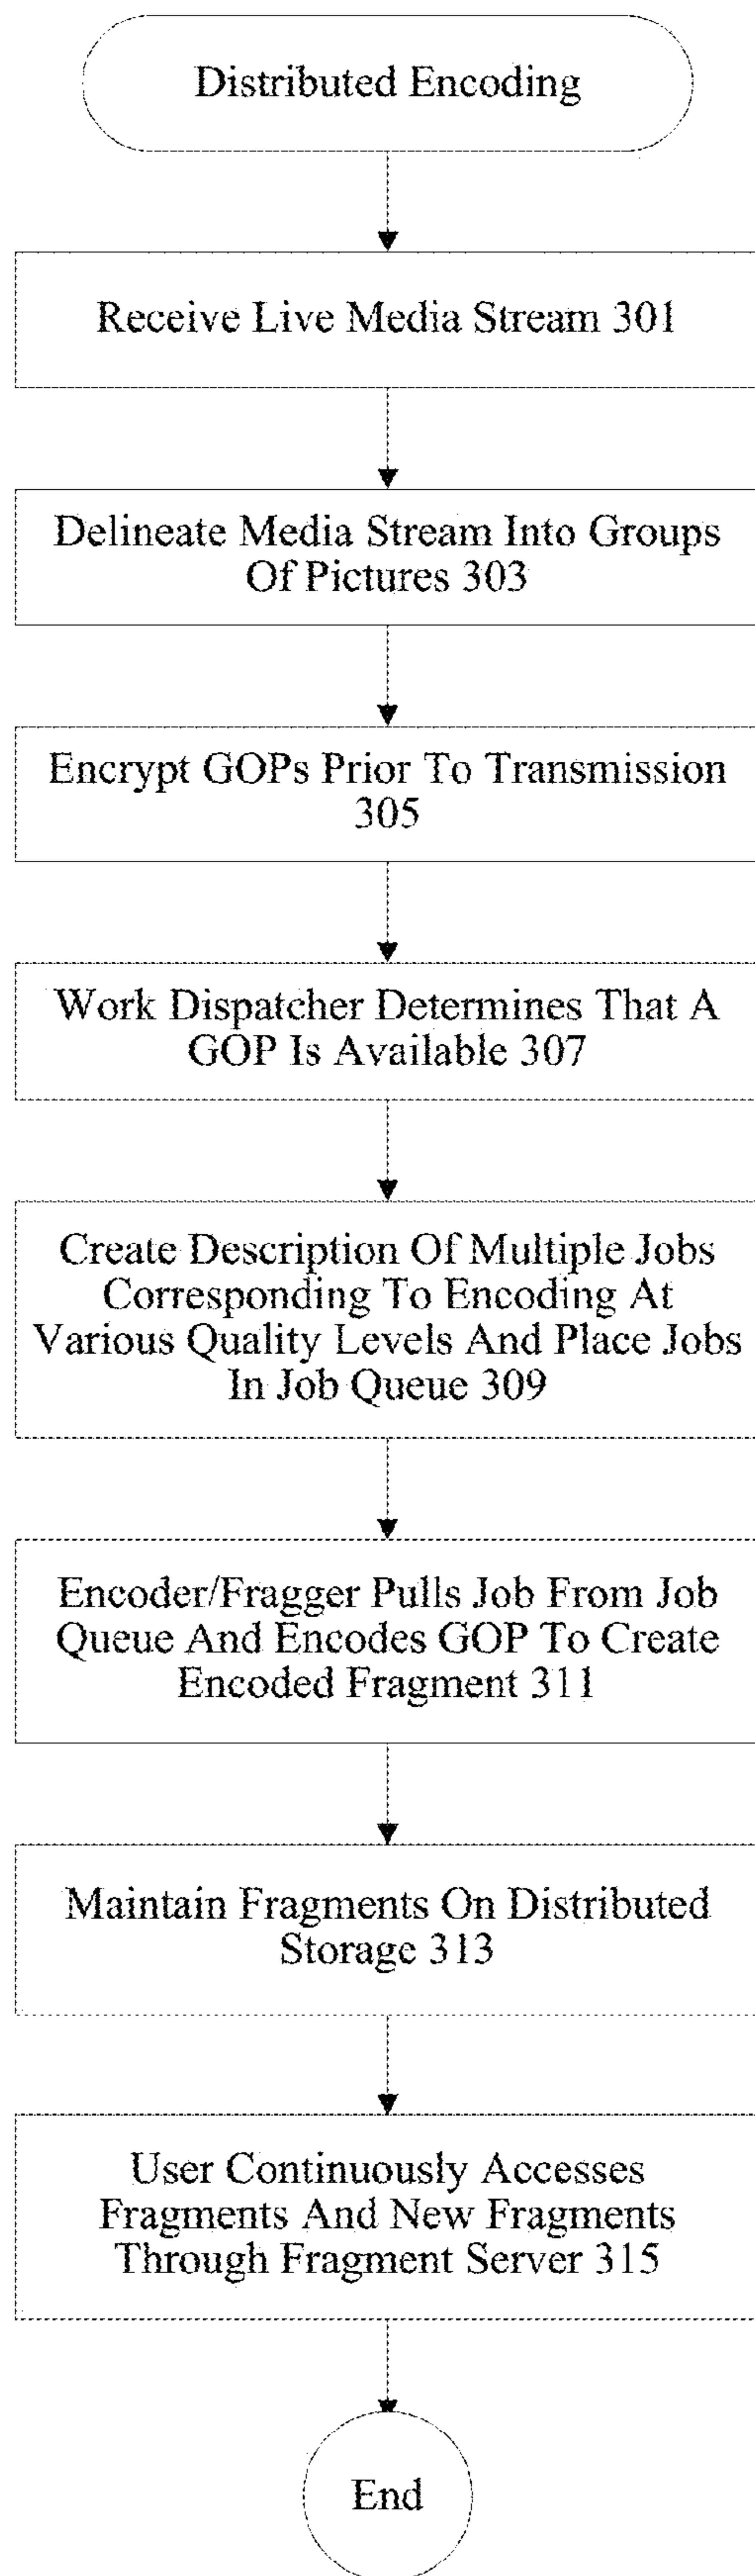 Distributed Encoding
Receive Live Media Stream 301
Delineate Media Stream Into Groups
Of Pictures 303
Encrypt GOPs Prior To Transmission
305
Work Dispatcher Determines That A
GOP Is Available 307
Create Description Of Multiple Jobs
Corresponding To Encoding At
Various Quality Levels And Place Jobs
In Job Queue 309
Encoder/Fragger Pulls Job From Job
Queue And Encodes GOP To Create
Encoded Fragment 311
Maintain Fragments On Distributed
Storage 313
User Continuously Accesses
Fragments And New Fragments
Through Fragment Server 315
End